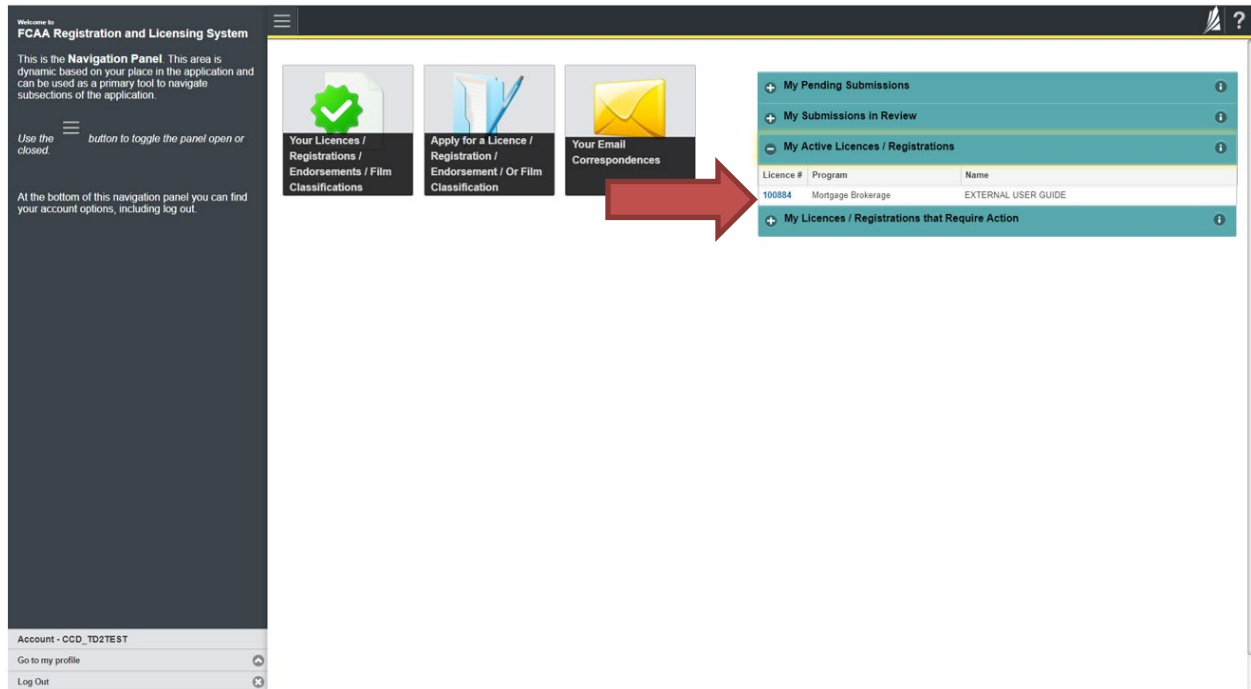 Welcome to
FCAA Registration and Licensing System
This is the Navigation Panel. This area is
dynamic based on your place in the application and
can be used as a primary tool to navigate
subsections of the application.
Use the button to toggle the panel open or
closed.
At the bottom of this navigation panel you can find
your account options, including log out.
Account - CCD_TD2TEST
Go to my profile
Log Out
?
Your Licences /
Registrations /
Endorsements / Film
Classifications
Apply for a Licence /
Registration /
Endorsement / Or Film
Classification
Your Email
Correspondences
My Pending Submissions
My Submissions in Review
My Active Licences / Registrations
Licence # Program Name
100884 Mortgage Brokerage EXTERNAL USER GUIDE
My Licences / Registrations that Require Action